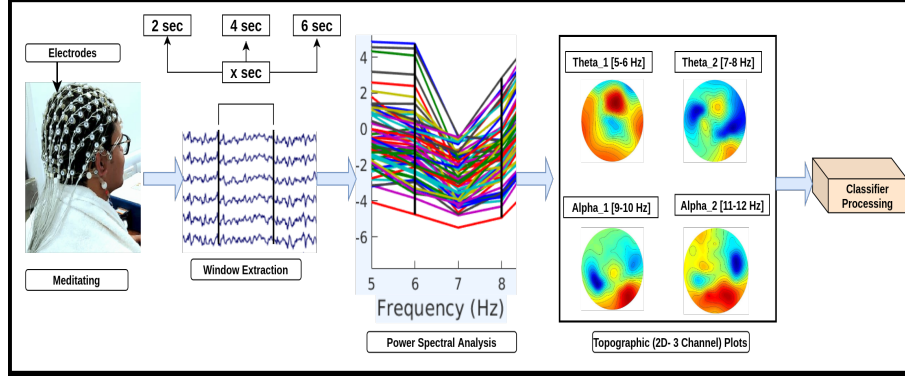 2 sec
4 sec
6 sec
Electrodes
x sec
Meditating
Window Extraction
4
2
0
-2
-4
-6
5
6
7
8
Frequency (Hz)
Power Spectral Analysis
Theta_1 [5-6 Hz]
Theta_2 [7-8 Hz]
Alpha_1 [9-10 Hz]
Alpha_2 [11-12 Hz]
Topographic (2D- 3 Channel) Plots
Classifier
Processing